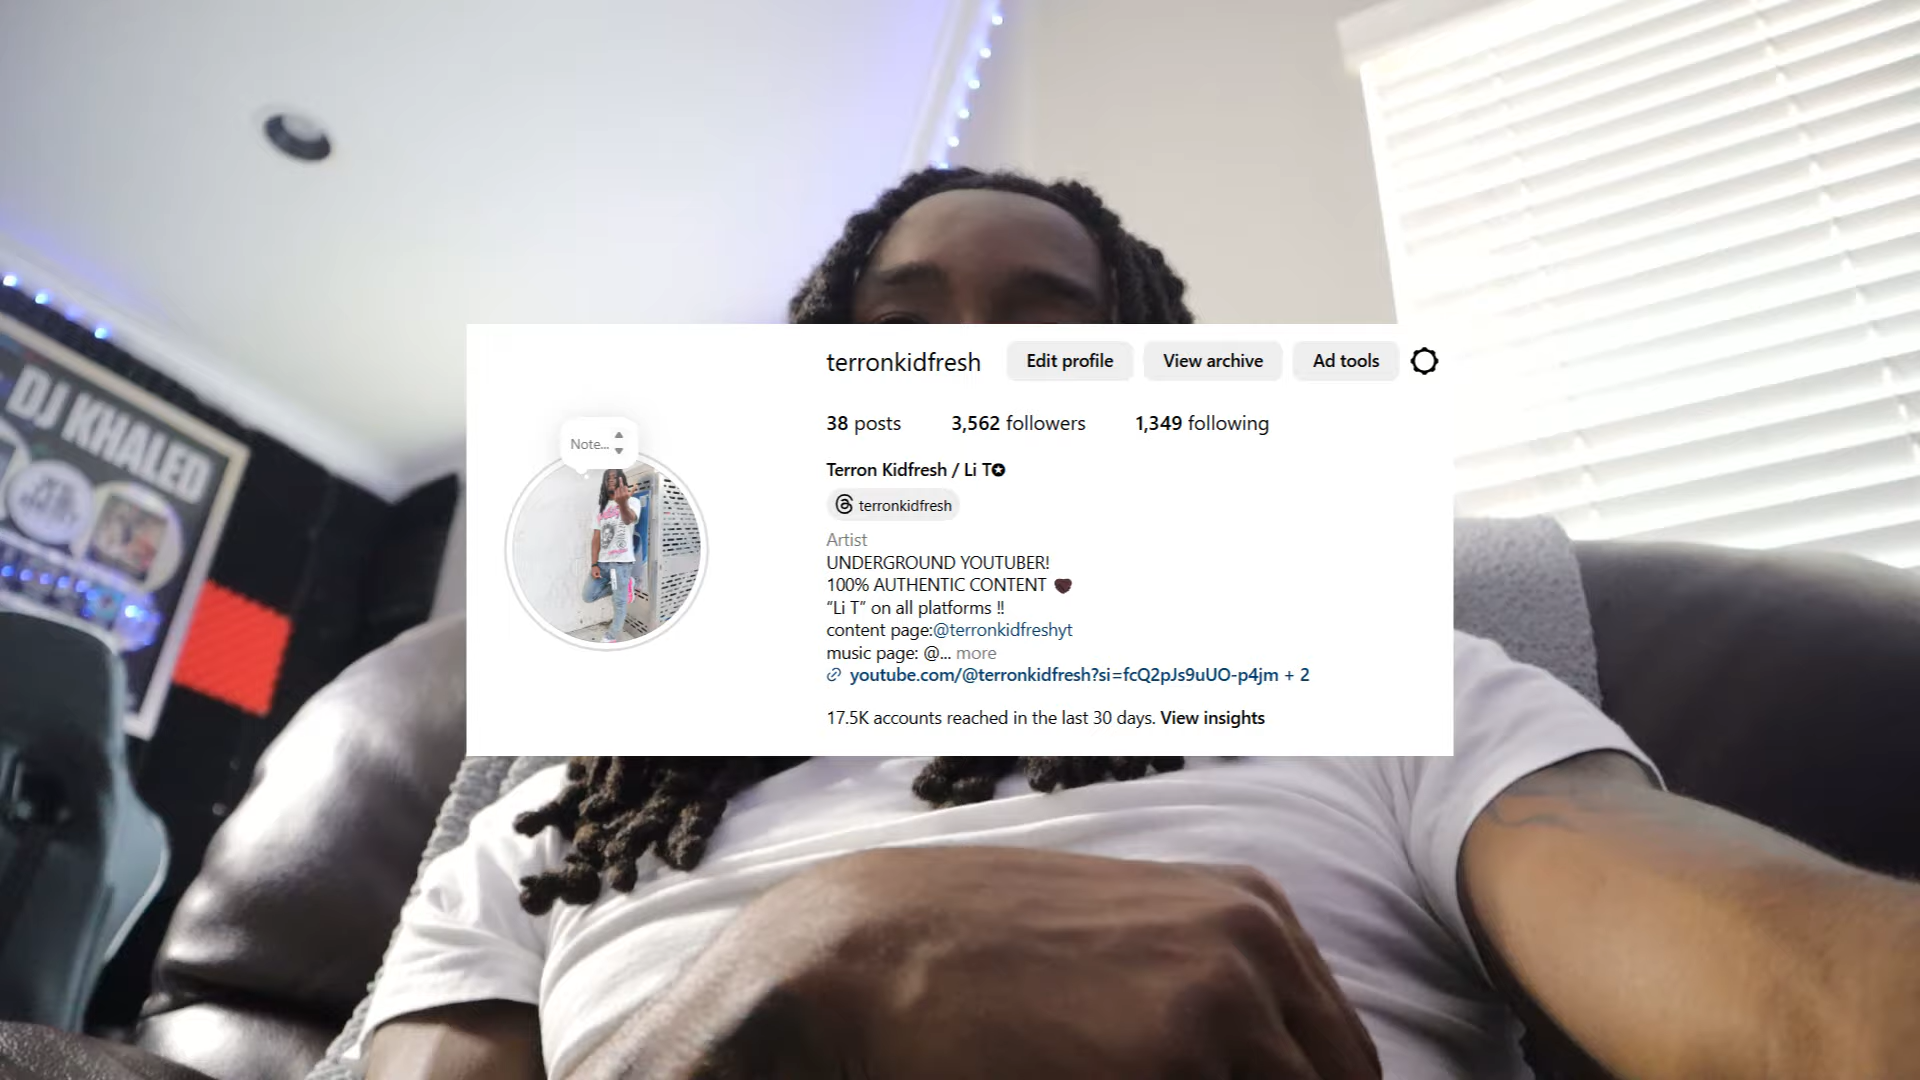 DJ KHALED
terronkidfresh Edit profile View archive Ad tools
38 posts 3,562 followers 1,349 following
Note...
Terron Kidfresh / Li T✪
terronkidfresh
Artist
UNDERGROUND YOUTUBER!
100% AUTHENTIC CONTENT 🖤
“Li T” on all platforms ‼
content page:@terronkidfreshyt
music page: @... more
youtube.com/@terronkidfresh?si=fcQ2pJs9uUO-p4jm + 2
17.5K accounts reached in the last 30 days. View insights